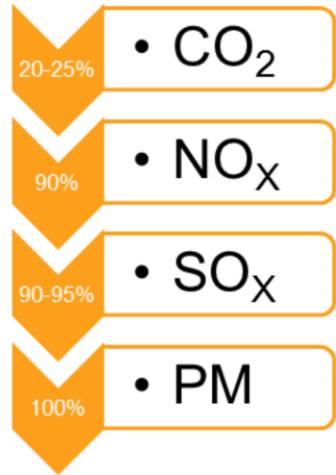 20-25%
• CO₂
90%
• NOₓ
90-95%
• SOₓ
100%
• PM